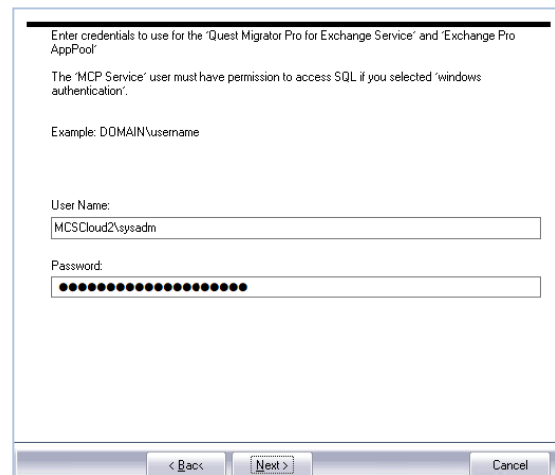 Enter credentials to use for the 'Quest Migrator Pro for Exchange Service' and 'Exchange Pro
AppPool'
The 'MCP Service' user must have permission to access SQL if you selected 'windows
authentication'.
Example: DOMAIN\username
User Name:
MCSCloud2\sysadm
Password:
●●●●●●●●●●●●●●●●●●●●
< Back
Next >
Cancel